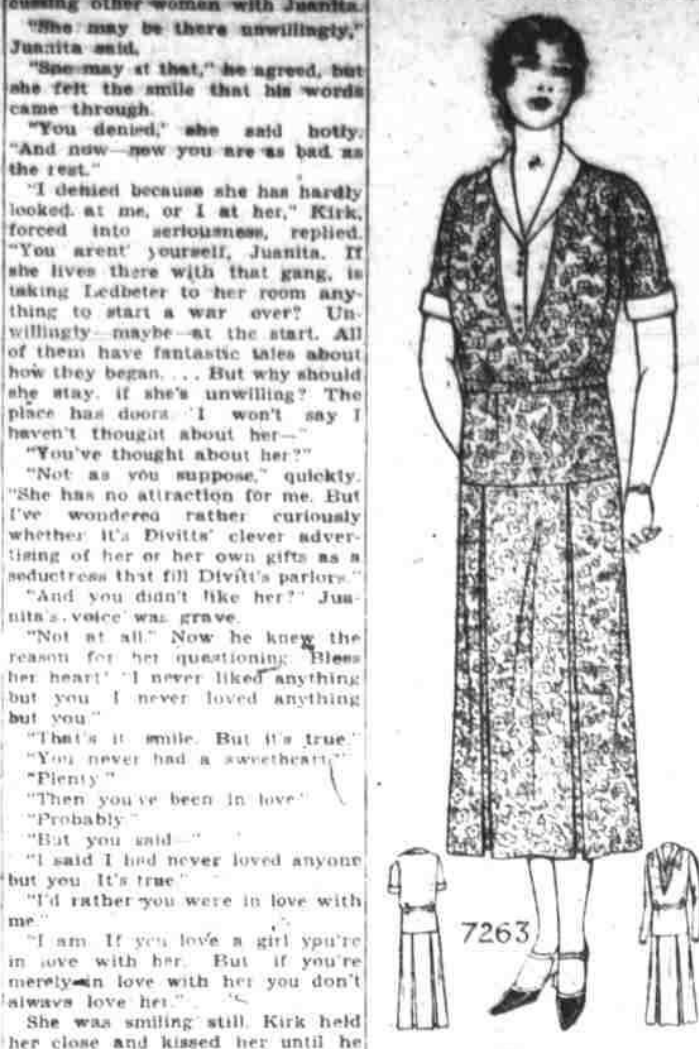 cussing other women with Juanita.
"She may be there unwillingly,"
Juanita said.
"She may at that," he agreed, but
she felt the smile that his words
came through.
"You denied,' she said hotly.
"And now—now you are as bad as
the rest."
"I denied because she has hardly
looked at me, or I at her," Kirk,
forced into seriousness, replied.
"You arent' yourself, Juanita. If
she lives there with that gang, is
taking Ledbeter to her room any-
thing to start a war over? Un-
willingly—maybe—at the start. All
of them have fantastic tales about
how they began. . . . But why should
she stay, if she's unwilling? The
place has doors. I won't say I
haven't thought about her—"
"You've thought about her?"
"Not as you suppose," quickly.
"She has no attraction for me. But
I've wondered rather curiously
whether it's Divitts' clever adver-
tising of her or her own gifts as a
seductress that fill Divitt's parlors."
"And you didn't like her?" Jua-
nita's voice was grave.
"Not at all." Now he knew the
reason for her questioning. Bless
her heart! "I never liked anything
but you. I never loved anything
but you."
"That's it smile. But it's true."
"You never had a sweetheart?"
"Plenty."
"Then you've been in love"
"Probably."
"But you said—"
"I said I had never loved anyone
but you. It's true."
"I'd rather you were in love with
me."
"I am. If you love a girl you're
in love with her. But if you're
merely in love with her you don't
always love her."
She was smiling still. Kirk held
her close and kissed her until he
7263